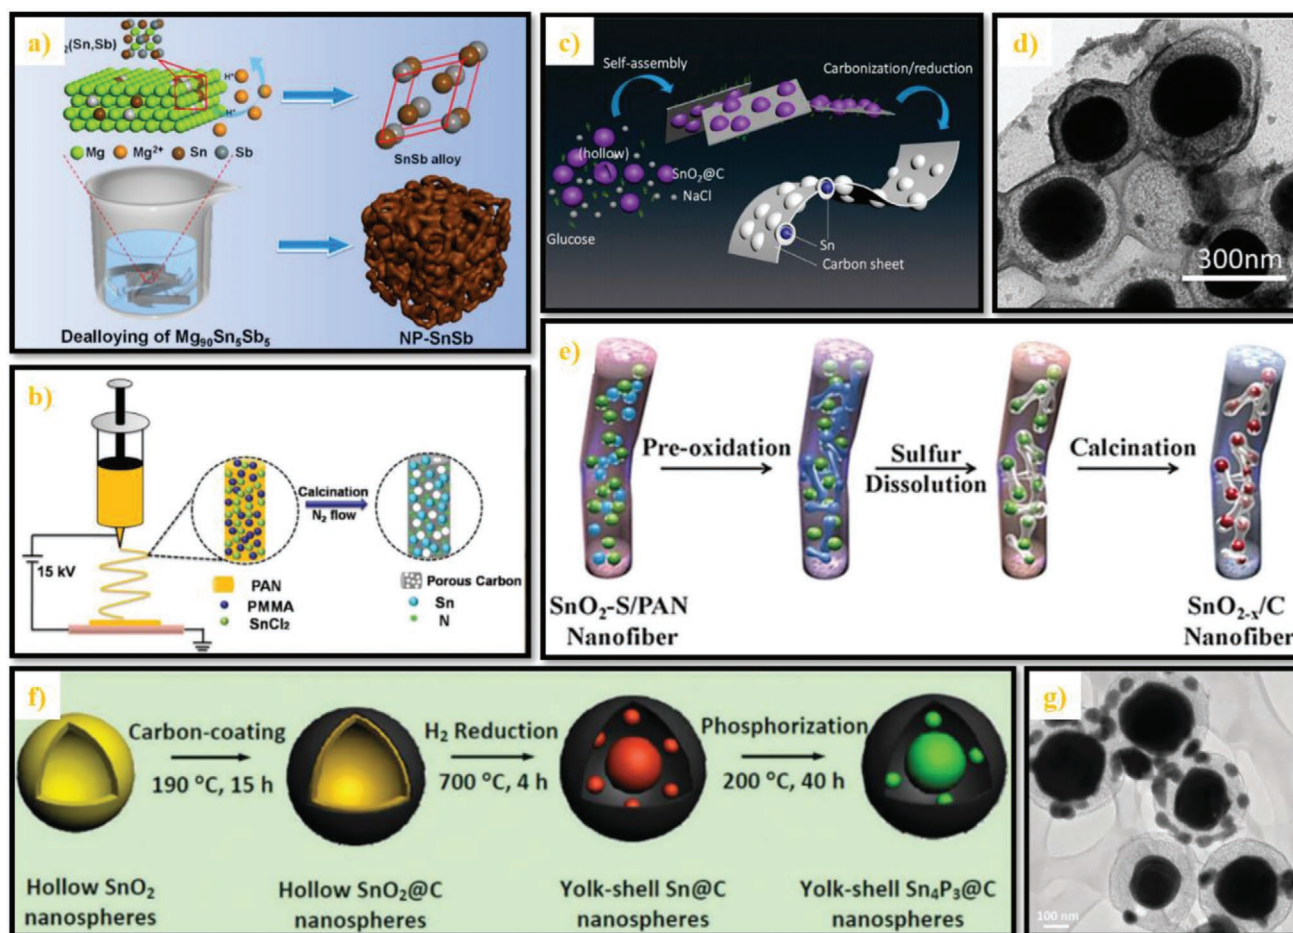 a)
₂(Sn,Sb)
H⁺
H⁺
Mg Mg²⁺ Sn Sb
SnSb alloy
Dealloying of Mg₉₀Sn₅Sb₅
NP-SnSb
b)
15 kV
Calcination
N₂ flow
PAN
PMMA
SnCl₂
Porous Carbon
Sn
N
c)
Self-assembly
Carbonization/reduction
(hollow)
SnO₂@C
NaCl
Glucose
Sn
Carbon sheet
d)
300nm
e)
Pre-oxidation
Sulfur
Dissolution
Calcination
SnO₂-S/PAN
Nanofiber
SnO₂₋ₓ/C
Nanofiber
f)
Carbon-coating
190 °C, 15 h
H₂ Reduction
700 °C, 4 h
Phosphorization
200 °C, 40 h
Hollow SnO₂
nanospheres
Hollow SnO₂@C
nanospheres
Yolk-shell Sn@C
nanospheres
Yolk-shell Sn₄P₃@C
nanospheres
g)
100 nm